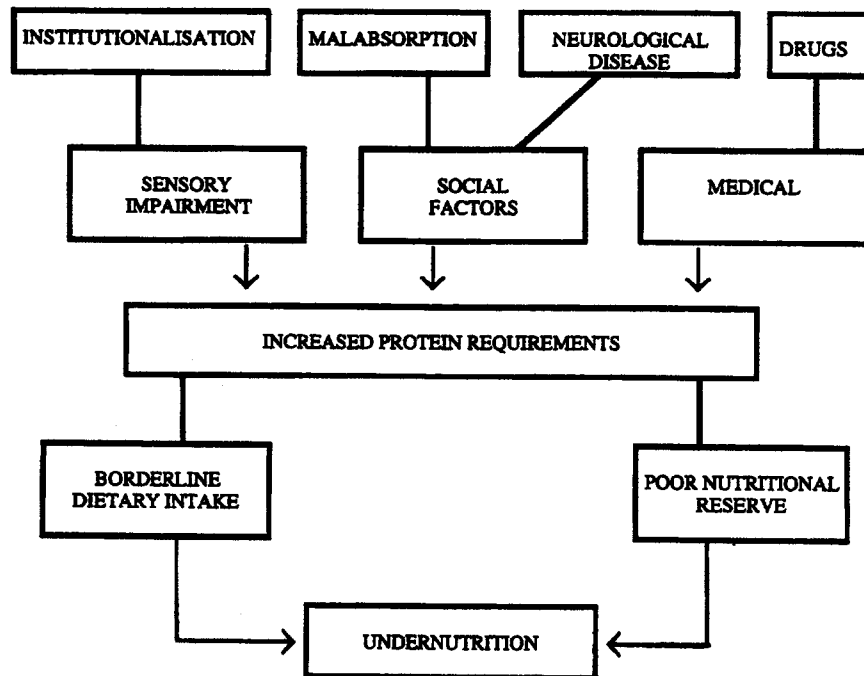 INSTITUTIONALISATION
MALABSORPTION
NEUROLOGICAL
DISEASE
DRUGS
SENSORY
IMPAIRMENT
SOCIAL
FACTORS
MEDICAL
INCREASED PROTEIN REQUIREMENTS
BORDERLINE
DIETARY INTAKE
POOR NUTRITIONAL
RESERVE
UNDERNUTRITION